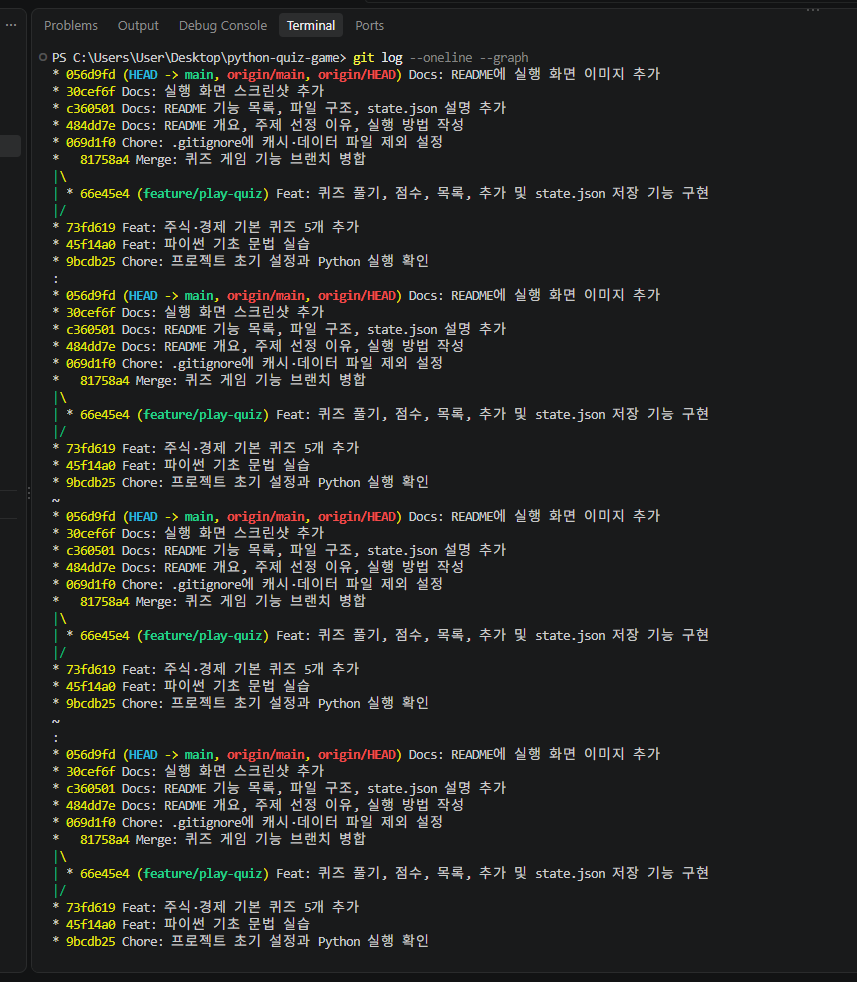 Problems Output Debug Console Terminal Ports
PS C:\Users\User\Desktop\python-quiz-game> git log --oneline --graph
* 056d9fd (HEAD -> main, origin/main, origin/HEAD) Docs: README에 실행 화면 이미지 추가
* 30cef6f Docs: 실행 화면 스크린샷 추가
* c360501 Docs: README 기능 목록, 파일 구조, state.json 설명 추가
* 484dd7e Docs: README 개요, 주제 선정 이유, 실행 방법 작성
* 069d1f0 Chore: .gitignore에 캐시·데이터 파일 제외 설정
*   81758a4 Merge: 퀴즈 게임 기능 브랜치 병합
|\
| * 66e45e4 (feature/play-quiz) Feat: 퀴즈 풀기, 점수, 목록, 추가 및 state.json 저장 기능 구현
|/
* 73fd619 Feat: 주식·경제 기본 퀴즈 5개 추가
* 45f14a0 Feat: 파이썬 기초 문법 실습
* 9bcdb25 Chore: 프로젝트 초기 설정과 Python 실행 확인
:
* 056d9fd (HEAD -> main, origin/main, origin/HEAD) Docs: README에 실행 화면 이미지 추가
* 30cef6f Docs: 실행 화면 스크린샷 추가
* c360501 Docs: README 기능 목록, 파일 구조, state.json 설명 추가
* 484dd7e Docs: README 개요, 주제 선정 이유, 실행 방법 작성
* 069d1f0 Chore: .gitignore에 캐시·데이터 파일 제외 설정
*   81758a4 Merge: 퀴즈 게임 기능 브랜치 병합
|\
| * 66e45e4 (feature/play-quiz) Feat: 퀴즈 풀기, 점수, 목록, 추가 및 state.json 저장 기능 구현
|/
* 73fd619 Feat: 주식·경제 기본 퀴즈 5개 추가
* 45f14a0 Feat: 파이썬 기초 문법 실습
* 9bcdb25 Chore: 프로젝트 초기 설정과 Python 실행 확인
~
* 056d9fd (HEAD -> main, origin/main, origin/HEAD) Docs: README에 실행 화면 이미지 추가
* 30cef6f Docs: 실행 화면 스크린샷 추가
* c360501 Docs: README 기능 목록, 파일 구조, state.json 설명 추가
* 484dd7e Docs: README 개요, 주제 선정 이유, 실행 방법 작성
* 069d1f0 Chore: .gitignore에 캐시·데이터 파일 제외 설정
*   81758a4 Merge: 퀴즈 게임 기능 브랜치 병합
|\
| * 66e45e4 (feature/play-quiz) Feat: 퀴즈 풀기, 점수, 목록, 추가 및 state.json 저장 기능 구현
|/
* 73fd619 Feat: 주식·경제 기본 퀴즈 5개 추가
* 45f14a0 Feat: 파이썬 기초 문법 실습
* 9bcdb25 Chore: 프로젝트 초기 설정과 Python 실행 확인
~
:
* 056d9fd (HEAD -> main, origin/main, origin/HEAD) Docs: README에 실행 화면 이미지 추가
* 30cef6f Docs: 실행 화면 스크린샷 추가
* c360501 Docs: README 기능 목록, 파일 구조, state.json 설명 추가
* 484dd7e Docs: README 개요, 주제 선정 이유, 실행 방법 작성
* 069d1f0 Chore: .gitignore에 캐시·데이터 파일 제외 설정
*   81758a4 Merge: 퀴즈 게임 기능 브랜치 병합
|\
| * 66e45e4 (feature/play-quiz) Feat: 퀴즈 풀기, 점수, 목록, 추가 및 state.json 저장 기능 구현
|/
* 73fd619 Feat: 주식·경제 기본 퀴즈 5개 추가
* 45f14a0 Feat: 파이썬 기초 문법 실습
* 9bcdb25 Chore: 프로젝트 초기 설정과 Python 실행 확인